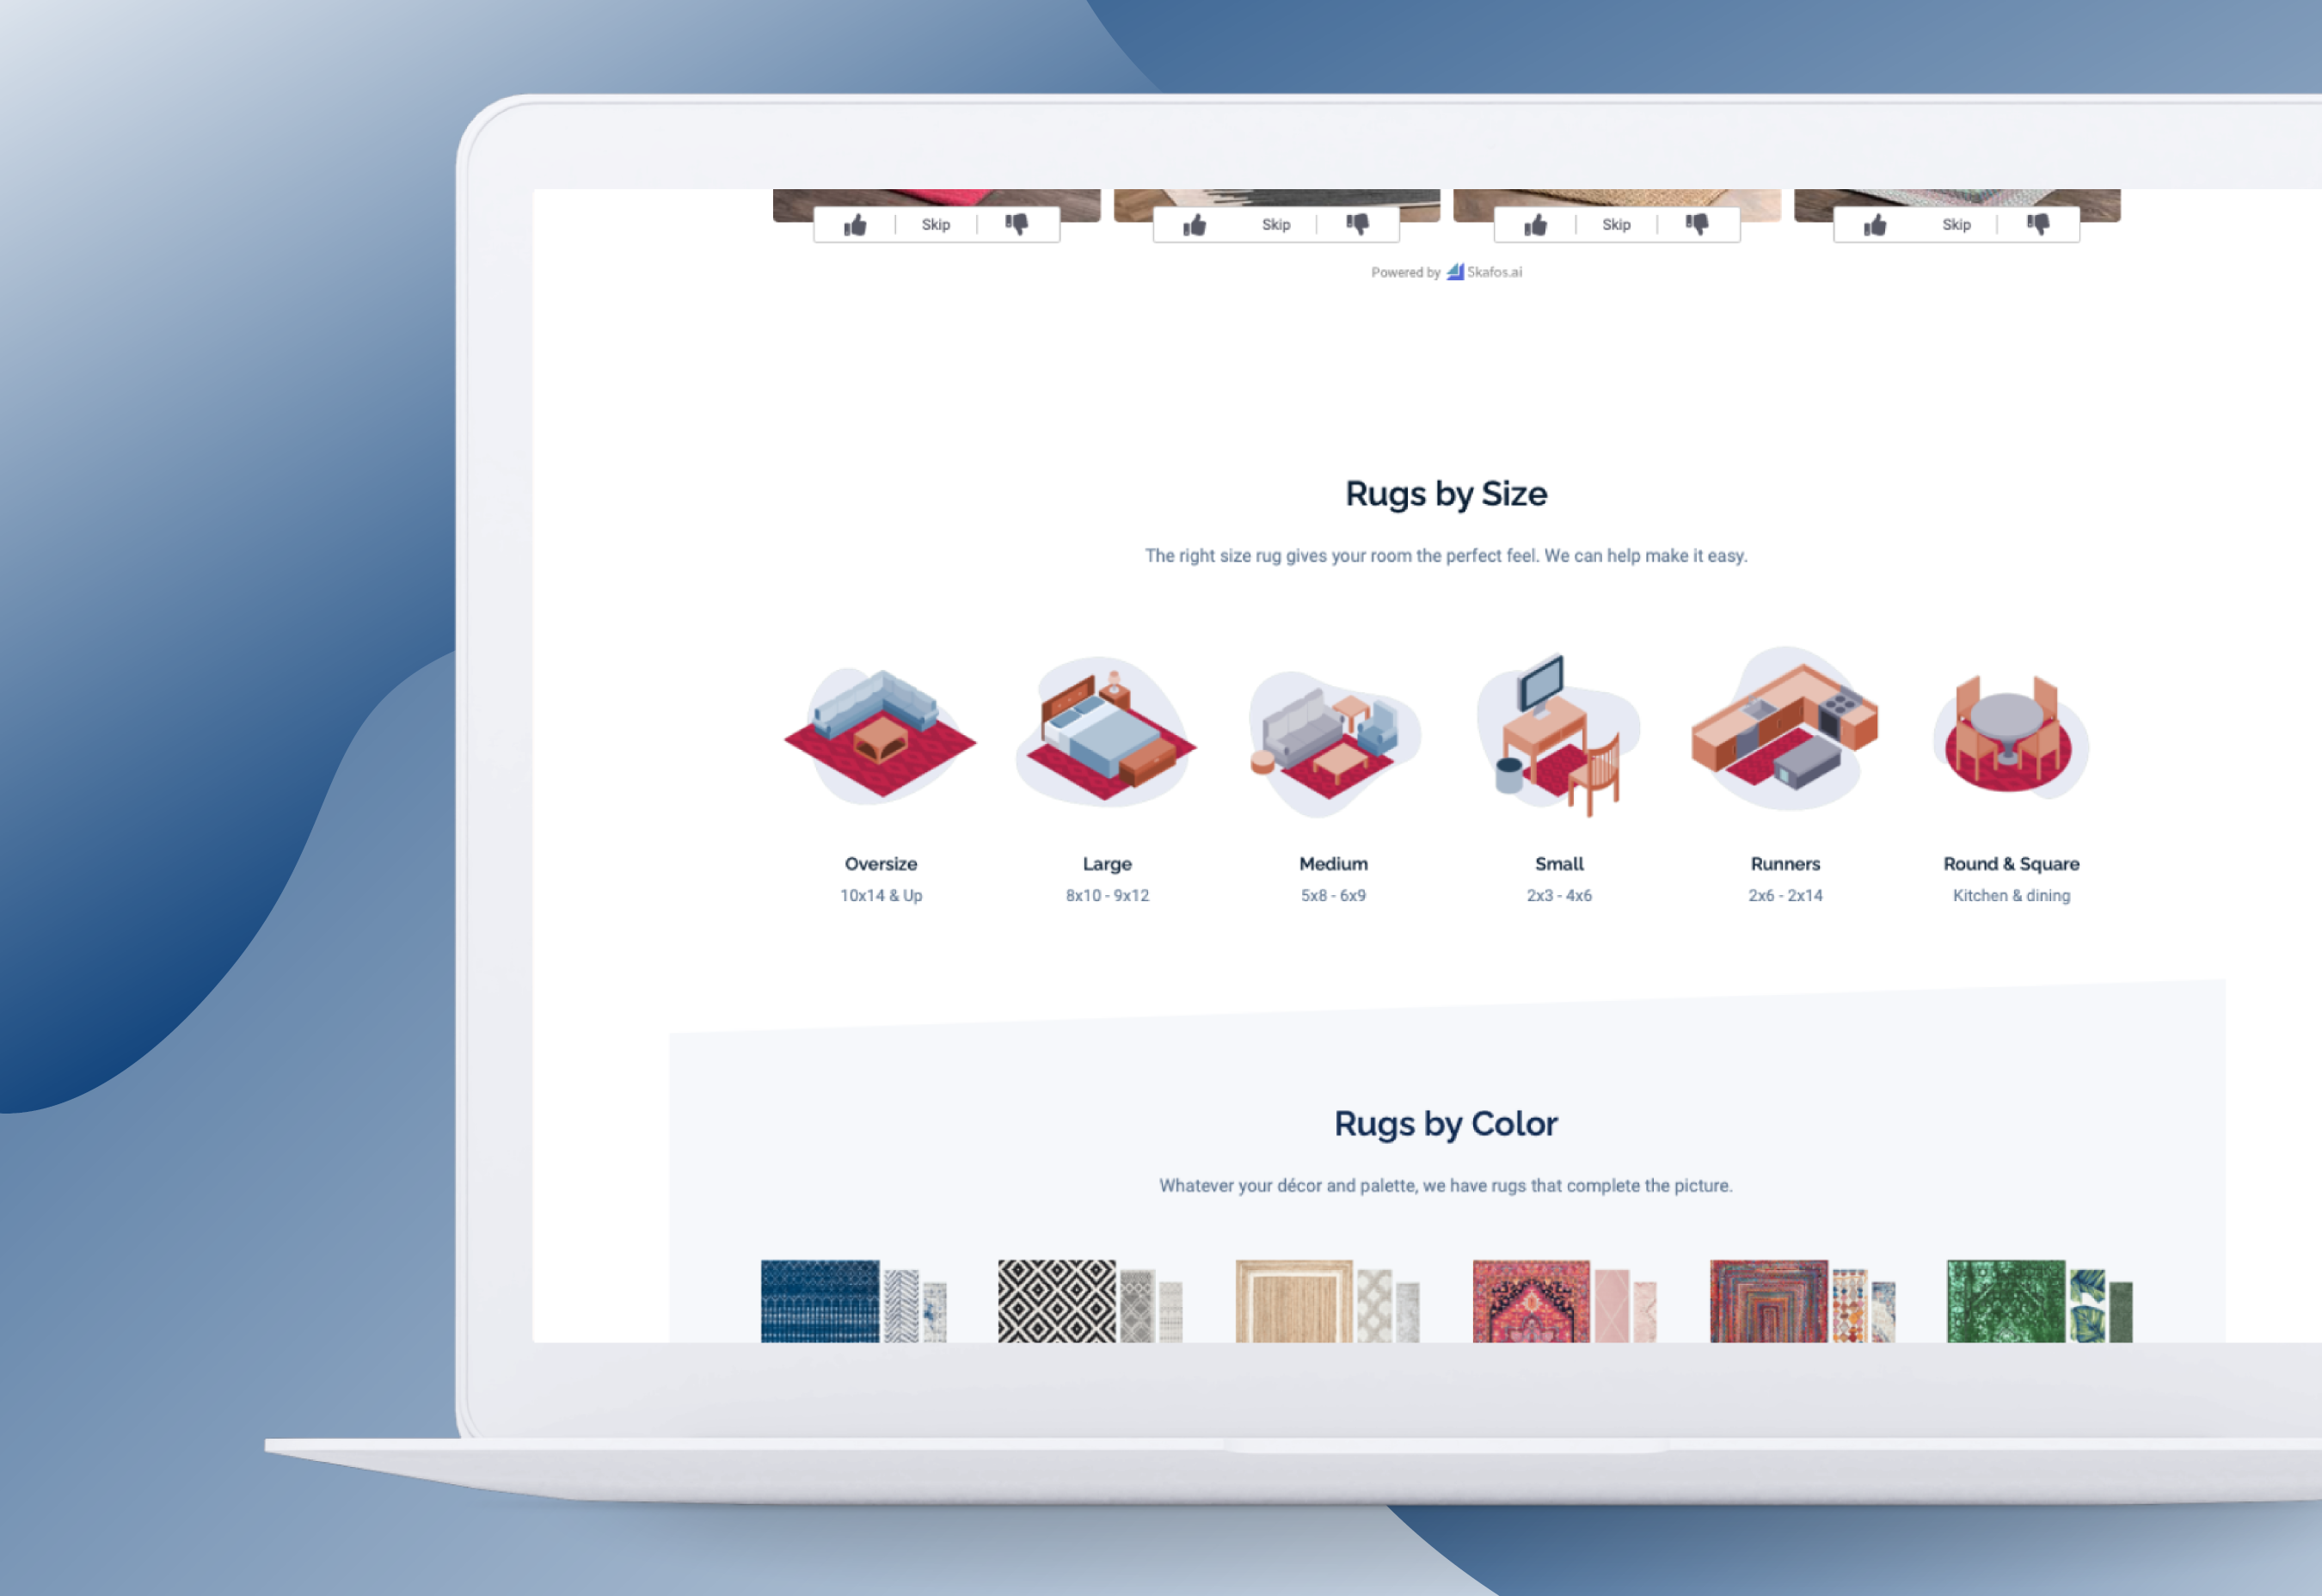 Skip
Skip
Skip
Skip
Powered by Skafos.ai
Rugs by Size
The right size rug gives your room the perfect feel. We can help make it easy.
Oversize
10x14 & Up
Large
8x10 - 9x12
Medium
5x8 - 6x9
Small
2x3 - 4x6
Runners
2x6 - 2x14
Round & Square
Kitchen & dining
Rugs by Color
Whatever your décor and palette, we have rugs that complete the picture.